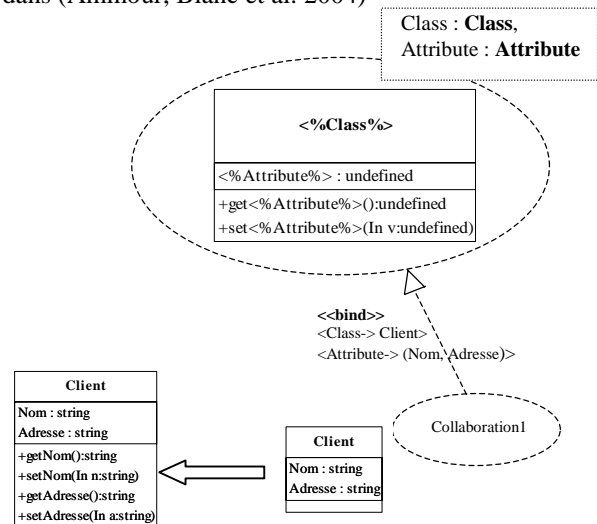 dans (Ammour, Blanc et al. 2004)
Class : Class,
Attribute : Attribute
<%Class%>
<%Attribute%> : undefined
+get<%Attribute%>():undefined
+set<%Attribute%>(In v:undefined)
<<bind>>
<Class-> Client>
<Attribute-> (Nom, Adresse)>
Collaboration1
Client
Nom : string
Adresse : string
+getNom():string
+setNom(In n:string)
+getAdresse():string
+setAdresse(In a:string)
Client
Nom : string
Adresse : string